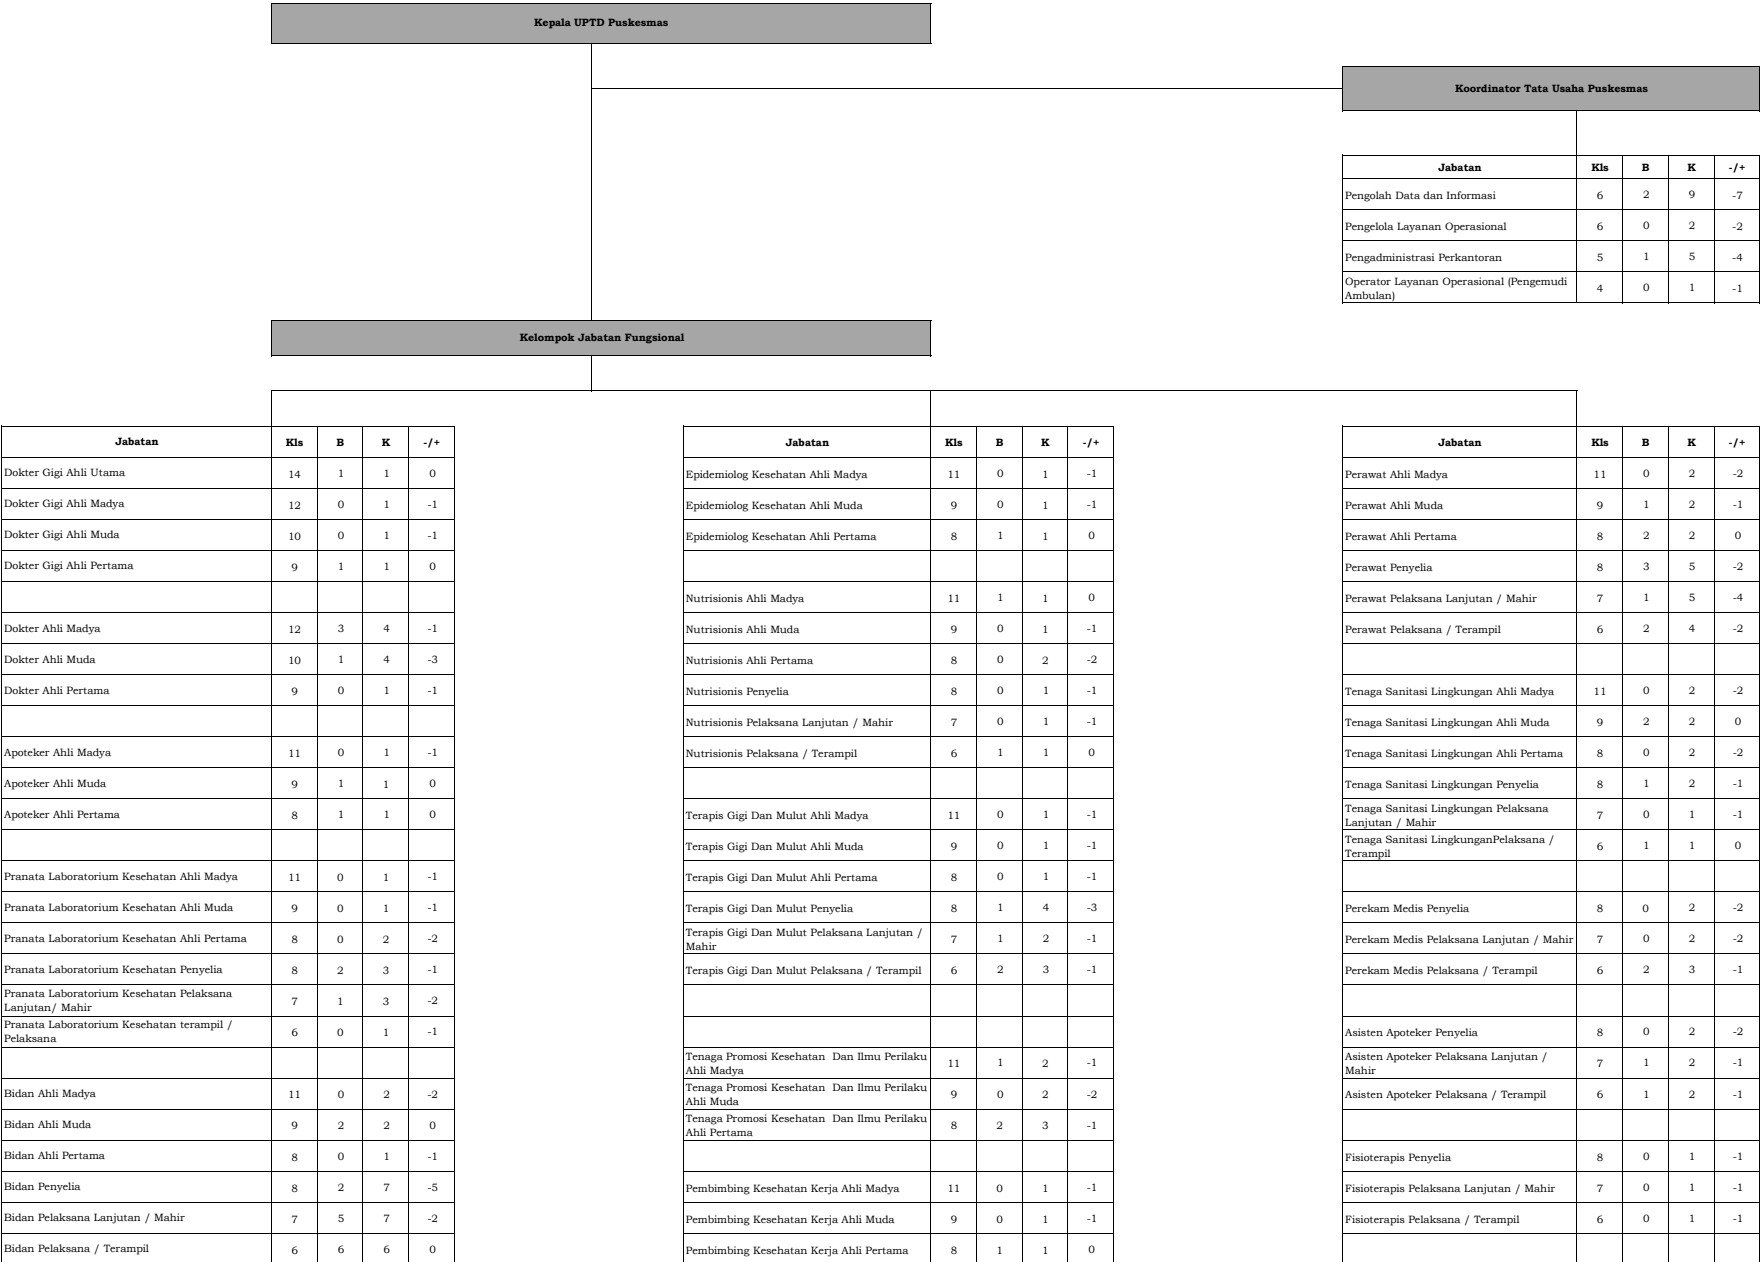 Kepala UPTD Puskesmas
Koordinator Tata Usaha Puskesmas
Jabatan Kls B K -/+
Pengolah Data dan Informasi 6 2 9 -7
Pengelola Layanan Operasional 6 0 2 -2
Pengadministrasi Perkantoran 5 1 5 -4
Operator Layanan Operasional (Pengemudi
Ambulan) 4 0 1 -1
Kelompok Jabatan Fungsional
Jabatan Kls B K -/+
Dokter Gigi Ahli Utama 14 1 1 0
Dokter Gigi Ahli Madya 12 0 1 -1
Dokter Gigi Ahli Muda 10 0 1 -1
Dokter Gigi Ahli Pertama 9 1 1 0
Dokter Ahli Madya 12 3 4 -1
Dokter Ahli Muda 10 1 4 -3
Dokter Ahli Pertama 9 0 1 -1
Apoteker Ahli Madya 11 0 1 -1
Apoteker Ahli Muda 9 1 1 0
Apoteker Ahli Pertama 8 1 1 0
Pranata Laboratorium Kesehatan Ahli Madya 11 0 1 -1
Pranata Laboratorium Kesehatan Ahli Muda 9 0 1 -1
Pranata Laboratorium Kesehatan Ahli Pertama 8 0 2 -2
Pranata Laboratorium Kesehatan Penyelia 8 2 3 -1
Pranata Laboratorium Kesehatan Pelaksana
Lanjutan/ Mahir 7 1 3 -2
Pranata Laboratorium Kesehatan terampil /
Pelaksana 6 0 1 -1
Bidan Ahli Madya 11 0 2 -2
Bidan Ahli Muda 9 2 2 0
Bidan Ahli Pertama 8 0 1 -1
Bidan Penyelia 8 2 7 -5
Bidan Pelaksana Lanjutan / Mahir 7 5 7 -2
Bidan Pelaksana / Terampil 6 6 6 0
Jabatan Kls B K -/+
Epidemiolog Kesehatan Ahli Madya 11 0 1 -1
Epidemiolog Kesehatan Ahli Muda 9 0 1 -1
Epidemiolog Kesehatan Ahli Pertama 8 1 1 0
Nutrisionis Ahli Madya 11 1 1 0
Nutrisionis Ahli Muda 9 0 1 -1
Nutrisionis Ahli Pertama 8 0 2 -2
Nutrisionis Penyelia 8 0 1 -1
Nutrisionis Pelaksana Lanjutan / Mahir 7 0 1 -1
Nutrisionis Pelaksana / Terampil 6 1 1 0
Terapis Gigi Dan Mulut Ahli Madya 11 0 1 -1
Terapis Gigi Dan Mulut Ahli Muda 9 0 1 -1
Terapis Gigi Dan Mulut Ahli Pertama 8 0 1 -1
Terapis Gigi Dan Mulut Penyelia 8 1 4 -3
Terapis Gigi Dan Mulut Pelaksana Lanjutan /
Mahir 7 1 2 -1
Terapis Gigi Dan Mulut Pelaksana / Terampil 6 2 3 -1
Tenaga Promosi Kesehatan Dan Ilmu Perilaku
Ahli Madya 11 1 2 -1
Tenaga Promosi Kesehatan Dan Ilmu Perilaku
Ahli Muda 9 0 2 -2
Tenaga Promosi Kesehatan Dan Ilmu Perilaku
Ahli Pertama 8 2 3 -1
Pembimbing Kesehatan Kerja Ahli Madya 11 0 1 -1
Pembimbing Kesehatan Kerja Ahli Muda 9 0 1 -1
Pembimbing Kesehatan Kerja Ahli Pertama 8 1 1 0
Jabatan Kls B K -/+
Perawat Ahli Madya 11 0 2 -2
Perawat Ahli Muda 9 1 2 -1
Perawat Ahli Pertama 8 2 2 0
Perawat Penyelia 8 3 5 -2
Perawat Pelaksana Lanjutan / Mahir 7 1 5 -4
Perawat Pelaksana / Terampil 6 2 4 -2
Tenaga Sanitasi Lingkungan Ahli Madya 11 0 2 -2
Tenaga Sanitasi Lingkungan Ahli Muda 9 2 2 0
Tenaga Sanitasi Lingkungan Ahli Pertama 8 0 2 -2
Tenaga Sanitasi Lingkungan Penyelia 8 1 2 -1
Tenaga Sanitasi Lingkungan Pelaksana
Lanjutan / Mahir 7 0 1 -1
Tenaga Sanitasi LingkunganPelaksana /
Terampil 6 1 1 0
Perekam Medis Penyelia 8 0 2 -2
Perekam Medis Pelaksana Lanjutan / Mahir 7 0 2 -2
Perekam Medis Pelaksana / Terampil 6 2 3 -1
Asisten Apoteker Penyelia 8 0 2 -2
Asisten Apoteker Pelaksana Lanjutan /
Mahir 7 1 2 -1
Asisten Apoteker Pelaksana / Terampil 6 1 2 -1
Fisioterapis Penyelia 8 0 1 -1
Fisioterapis Pelaksana Lanjutan / Mahir 7 0 1 -1
Fisioterapis Pelaksana / Terampil 6 0 1 -1